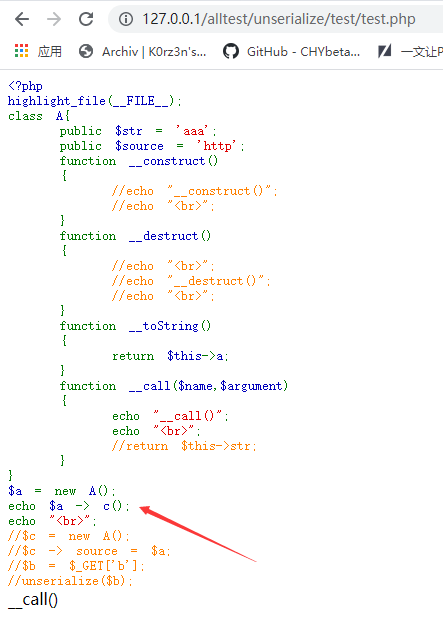 127.0.0.1/alltest/unserialize/test/test.php
应用 Archiv | K0rz3n's... GitHub - CHYbeta... 一文让P
<?php
highlight_file(__FILE__);
class A{
public $str = 'aaa';
public $source = 'http';
function __construct()
{
//echo "__construct()";
//echo "<br>";
}
function __destruct()
{
//echo "<br>";
//echo "__destruct()";
//echo "<br>";
}
function __toString()
{
return $this->a;
}
function __call($name,$argument)
{
echo "__call()";
echo "<br>";
//return $this->str;
}
}
$a = new A();
echo $a -> c();
echo "<br>";
//$c = new A();
//$c -> source = $a;
//$b = $_GET['b'];
//unserialize($b);
__call()